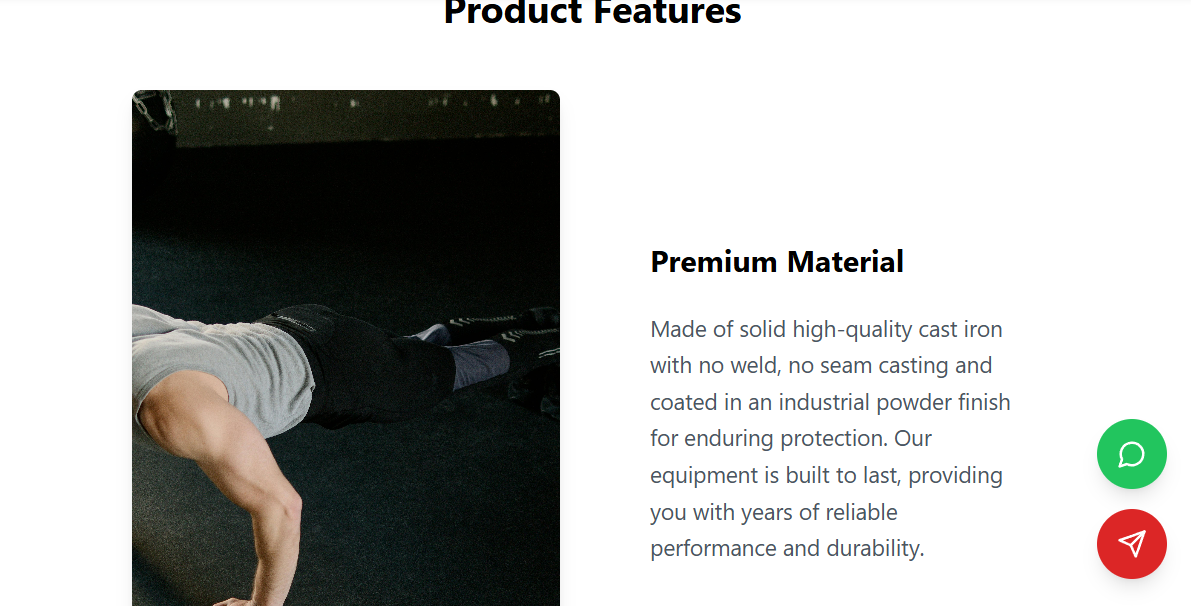 Product Features
Premium Material
Made of solid high-quality cast iron
with no weld, no seam casting and
coated in an industrial powder finish
for enduring protection. Our
equipment is built to last, providing
you with years of reliable
performance and durability.